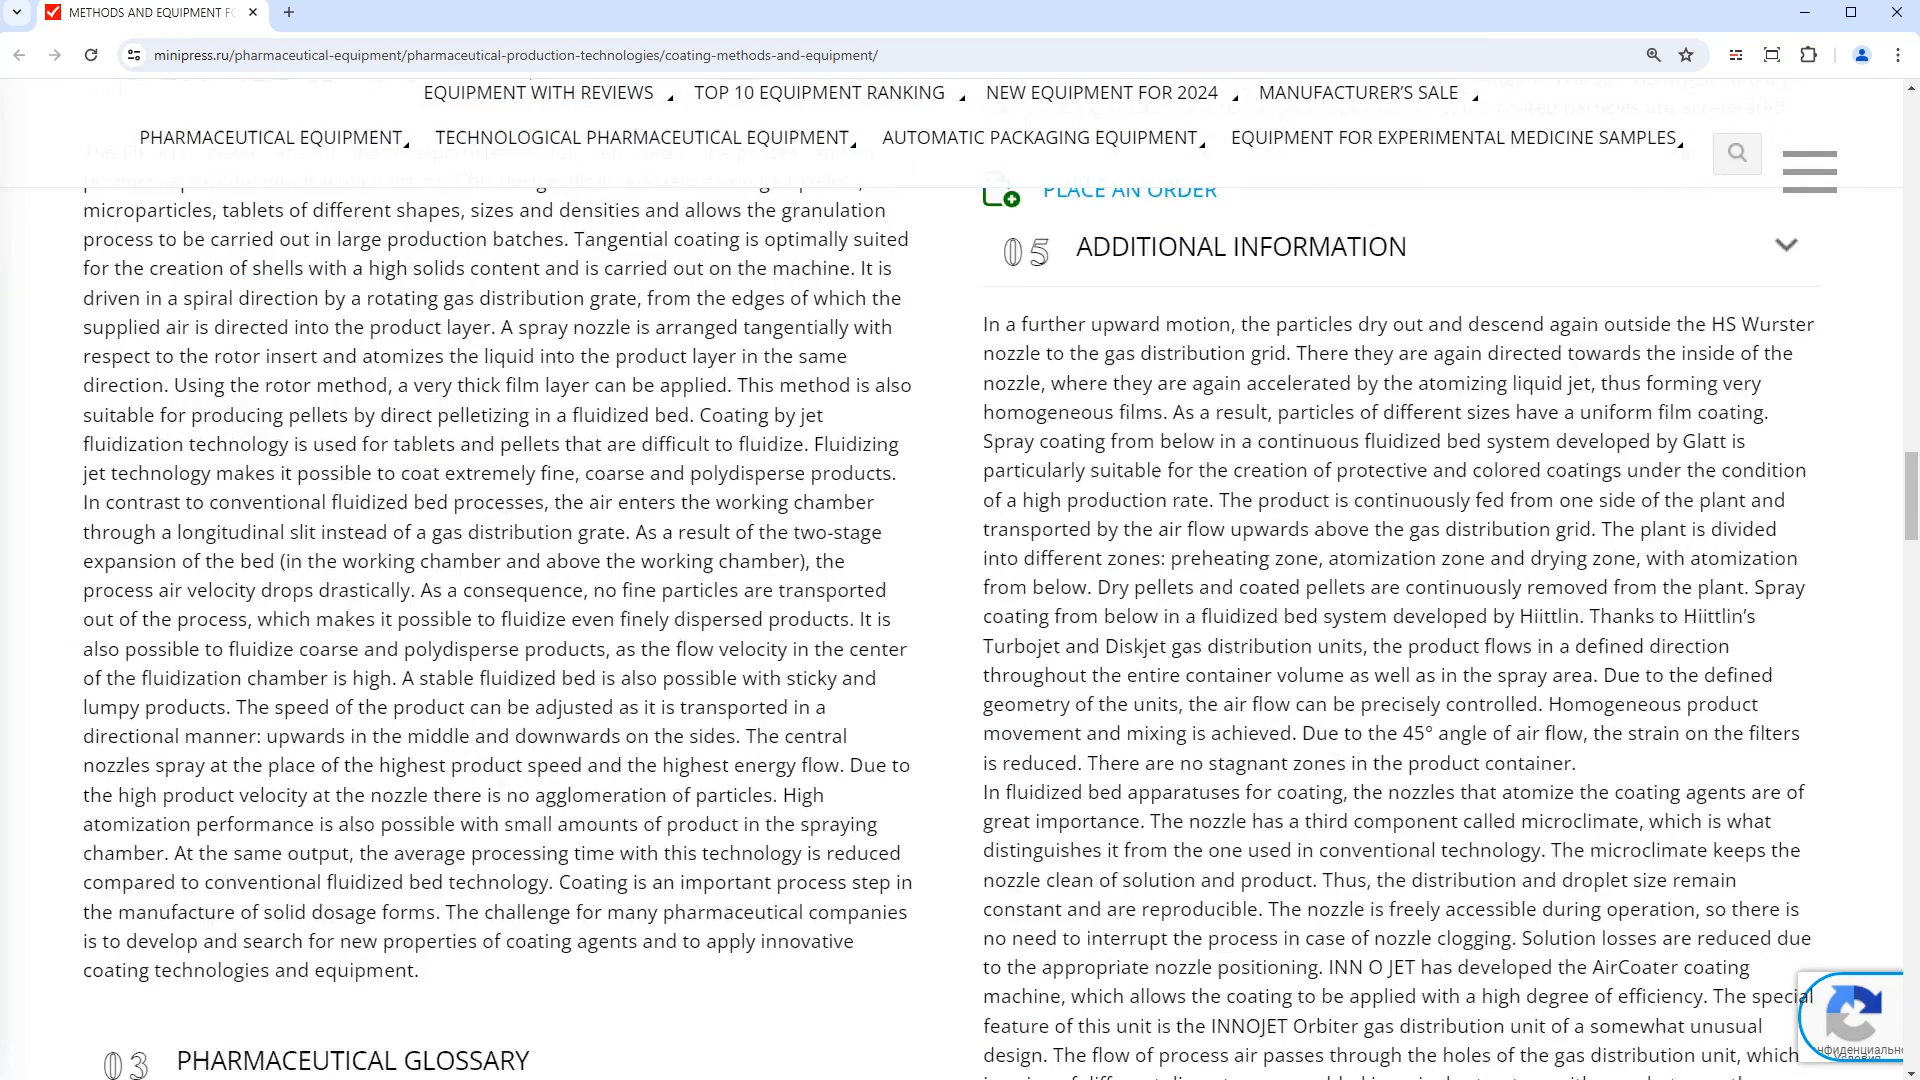 METHODS AND EQUIPMENT FO
minipress.ru/pharmaceutical-equipment/pharmaceutical-production-technologies/coating-methods-and-equipment/
EQUIPMENT WITH REVIEWS
TOP 10 EQUIPMENT RANKING
NEW EQUIPMENT FOR 2024
MANUFACTURER’S SALE
PHARMACEUTICAL EQUIPMENT
TECHNOLOGICAL PHARMACEUTICAL EQUIPMENT
AUTOMATIC PACKAGING EQUIPMENT
EQUIPMENT FOR EXPERIMENTAL MEDICINE SAMPLES
microparticles, tablets of different shapes, sizes and densities and allows the granulation
process to be carried out in large production batches. Tangential coating is optimally suited
for the creation of shells with a high solids content and is carried out on the machine. It is
driven in a spiral direction by a rotating gas distribution grate, from the edges of which the
supplied air is directed into the product layer. A spray nozzle is arranged tangentially with
respect to the rotor insert and atomizes the liquid into the product layer in the same
direction. Using the rotor method, a very thick film layer can be applied. This method is also
suitable for producing pellets by direct pelletizing in a fluidized bed. Coating by jet
fluidization technology is used for tablets and pellets that are difficult to fluidize. Fluidizing
jet technology makes it possible to coat extremely fine, coarse and polydisperse products.
In contrast to conventional fluidized bed processes, the air enters the working chamber
through a longitudinal slit instead of a gas distribution grate. As a result of the two-stage
expansion of the bed (in the working chamber and above the working chamber), the
process air velocity drops drastically. As a consequence, no fine particles are transported
out of the process, which makes it possible to fluidize even finely dispersed products. It is
also possible to fluidize coarse and polydisperse products, as the flow velocity in the center
of the fluidization chamber is high. A stable fluidized bed is also possible with sticky and
lumpy products. The speed of the product can be adjusted as it is transported in a
directional manner: upwards in the middle and downwards on the sides. The central
nozzles spray at the place of the highest product speed and the highest energy flow. Due to
the high product velocity at the nozzle there is no agglomeration of particles. High
atomization performance is also possible with small amounts of product in the spraying
chamber. At the same output, the average processing time with this technology is reduced
compared to conventional fluidized bed technology. Coating is an important process step in
the manufacture of solid dosage forms. The challenge for many pharmaceutical companies
is to develop and search for new properties of coating agents and to apply innovative
coating technologies and equipment.
03 PHARMACEUTICAL GLOSSARY
PLACE AN ORDER
05 ADDITIONAL INFORMATION
In a further upward motion, the particles dry out and descend again outside the HS Wurster
nozzle to the gas distribution grid. There they are again directed towards the inside of the
nozzle, where they are again accelerated by the atomizing liquid jet, thus forming very
homogeneous films. As a result, particles of different sizes have a uniform film coating.
Spray coating from below in a continuous fluidized bed system developed by Glatt is
particularly suitable for the creation of protective and colored coatings under the condition
of a high production rate. The product is continuously fed from one side of the plant and
transported by the air flow upwards above the gas distribution grid. The plant is divided
into different zones: preheating zone, atomization zone and drying zone, with atomization
from below. Dry pellets and coated pellets are continuously removed from the plant. Spray
coating from below in a fluidized bed system developed by Hiittlin. Thanks to Hiittlin’s
Turbojet and Diskjet gas distribution units, the product flows in a defined direction
throughout the entire container volume as well as in the spray area. Due to the defined
geometry of the units, the air flow can be precisely controlled. Homogeneous product
movement and mixing is achieved. Due to the 45° angle of air flow, the strain on the filters
is reduced. There are no stagnant zones in the product container.
In fluidized bed apparatuses for coating, the nozzles that atomize the coating agents are of
great importance. The nozzle has a third component called microclimate, which is what
distinguishes it from the one used in conventional technology. The microclimate keeps the
nozzle clean of solution and product. Thus, the distribution and droplet size remain
constant and are reproducible. The nozzle is freely accessible during operation, so there is
no need to interrupt the process in case of nozzle clogging. Solution losses are reduced due
to the appropriate nozzle positioning. INN O JET has developed the AirCoater coating
machine, which allows the coating to be applied with a high degree of efficiency. The special
feature of this unit is the INNOJET Orbiter gas distribution unit of a somewhat unusual
design. The flow of process air passes through the holes of the gas distribution unit, which